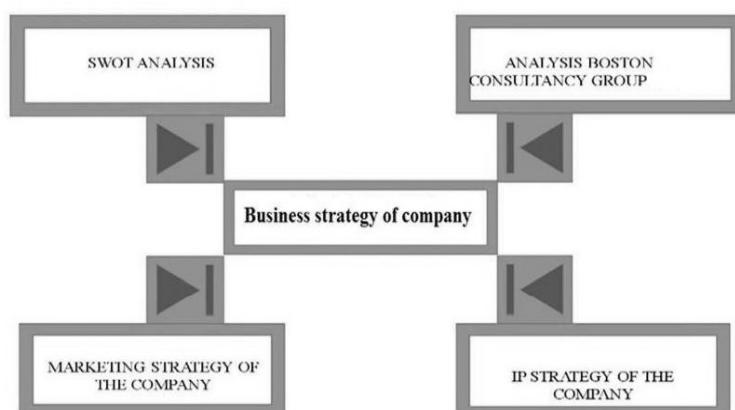 SWOT ANALYSIS
ANALYSIS BOSTON
CONSULTANCY GROUP
Business strategy of company
MARKETING STRATEGY OF
THE COMPANY
IP STRATEGY OF THE
COMPANY